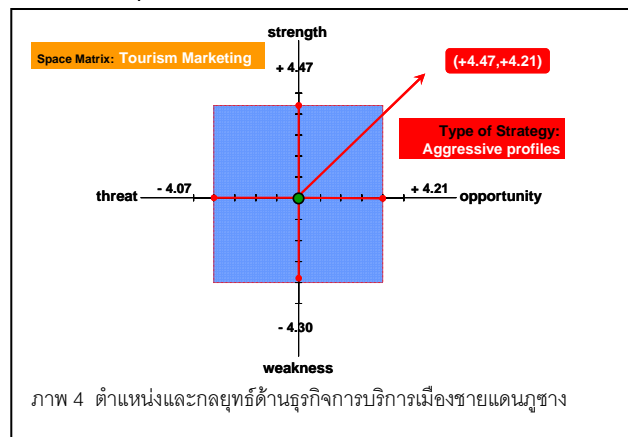 strength
Space Matrix: Tourism Marketing
+ 4.47
(+4.47,+4.21)
Type of Strategy:
Aggressive profiles
threat
- 4.07
+ 4.21
opportunity
- 4.30
weakness
ภาพ 4 ตำแหน่งและกลยุทธ์ด้านธุรกิจการบริการเมืองชายแดนภูซาง